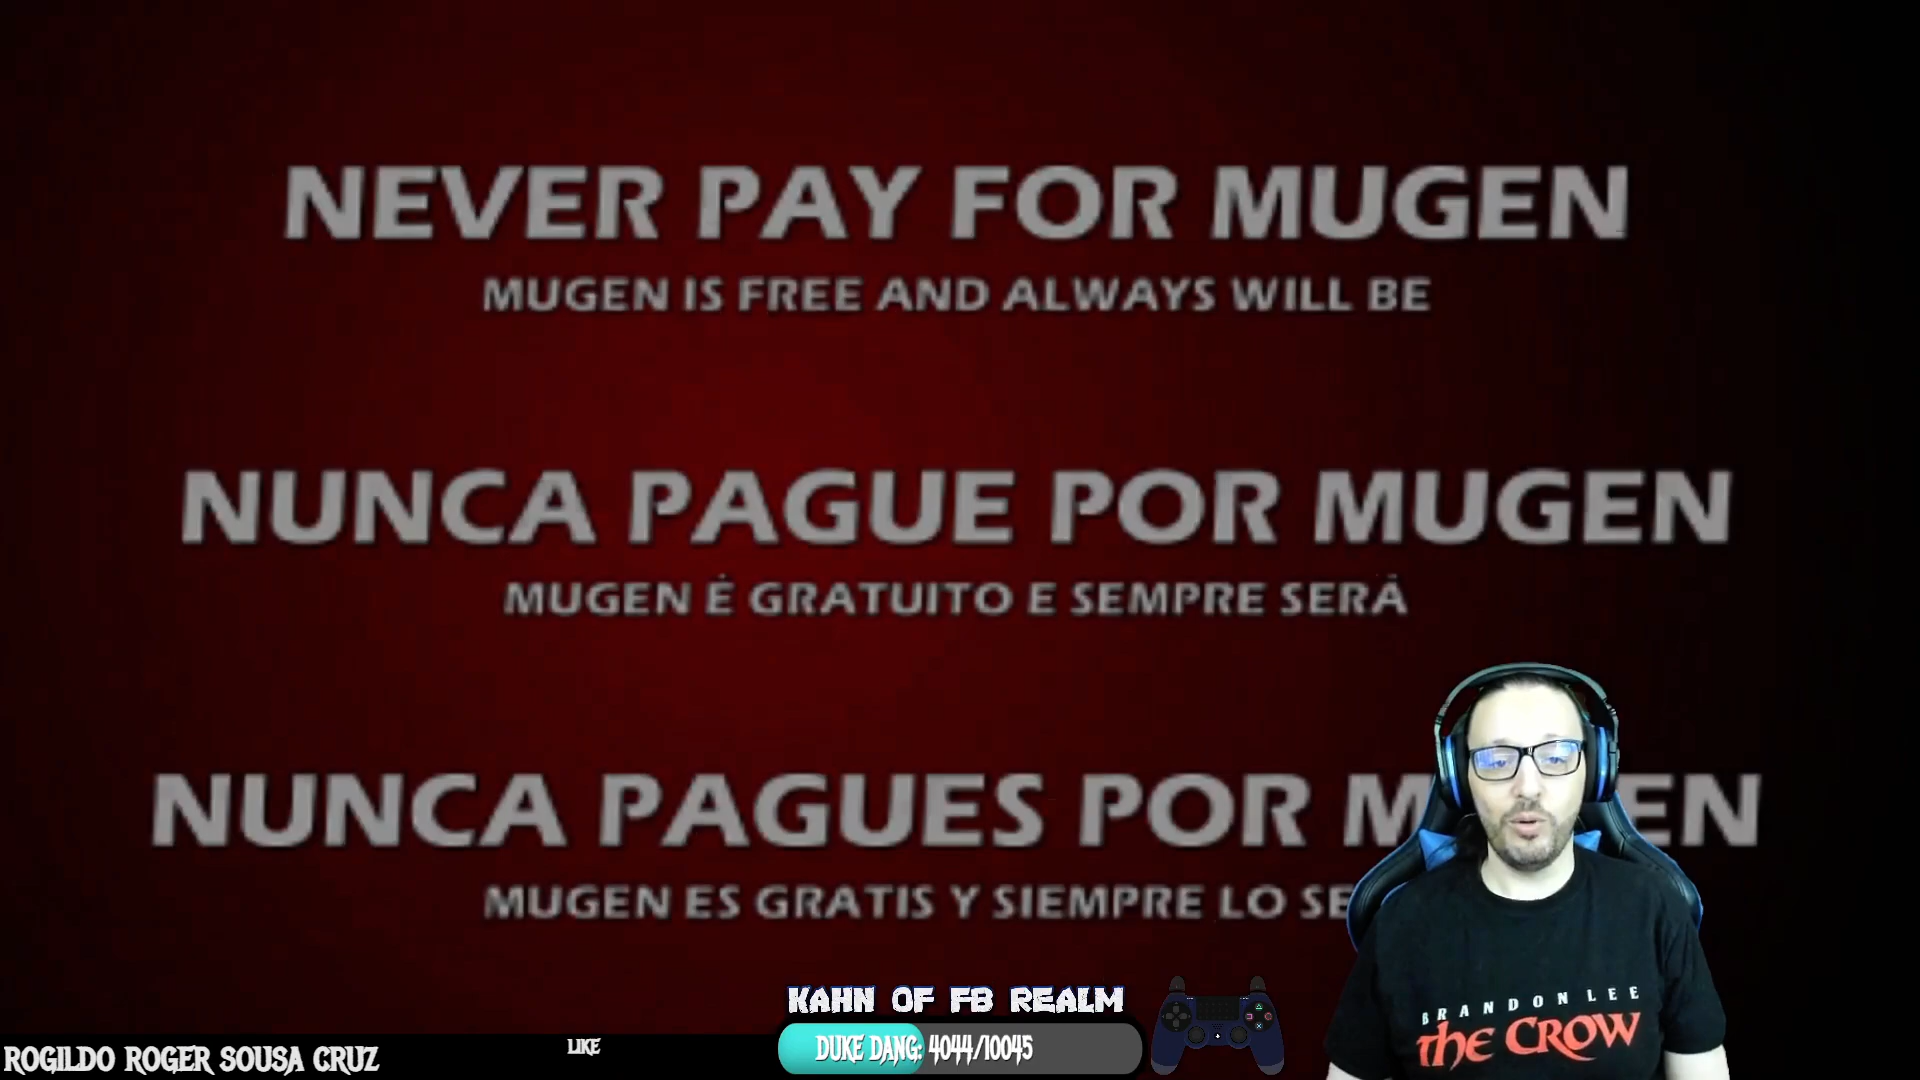 NEVER PAY FOR MUGEN
MUGEN IS FREE AND ALWAYS WILL BE
NUNCA PAGUE POR MUGEN
MUGEN É GRATUITO E SEMPRE SERÁ
NUNCA PAGUES POR
MUGEN ES GRATIS Y SIEMPRE LO
KAHN OF FB REALM
DUKE DANG: 4044/10045
ROGILDO ROGER SOUSA CRUZ
LIKE
BRANDON LEE
THE CROW